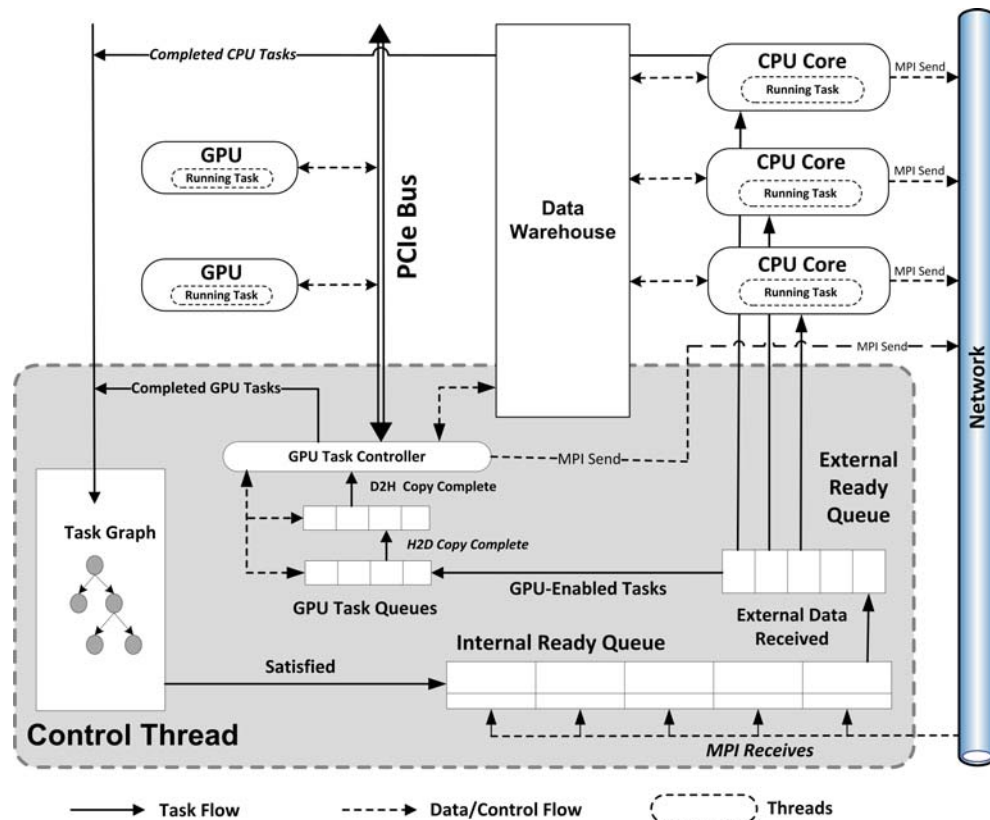 Completed CPU Tasks
CPU Core
Running Task
MPI Send
GPU
Running Task
PCIe Bus
Data
Warehouse
CPU Core
Running Task
MPI Send
GPU
Running Task
CPU Core
Running Task
MPI Send
MPI Send
Network
Completed GPU Tasks
GPU Task Controller
MPI Send
External
Ready
Queue
D2H Copy Complete
Task Graph
H2D Copy Complete
GPU-Enabled Tasks
GPU Task Queues
External Data
Received
Internal Ready Queue
Satisfied
Control Thread
MPI Receives
Task Flow
Data/Control Flow
Threads